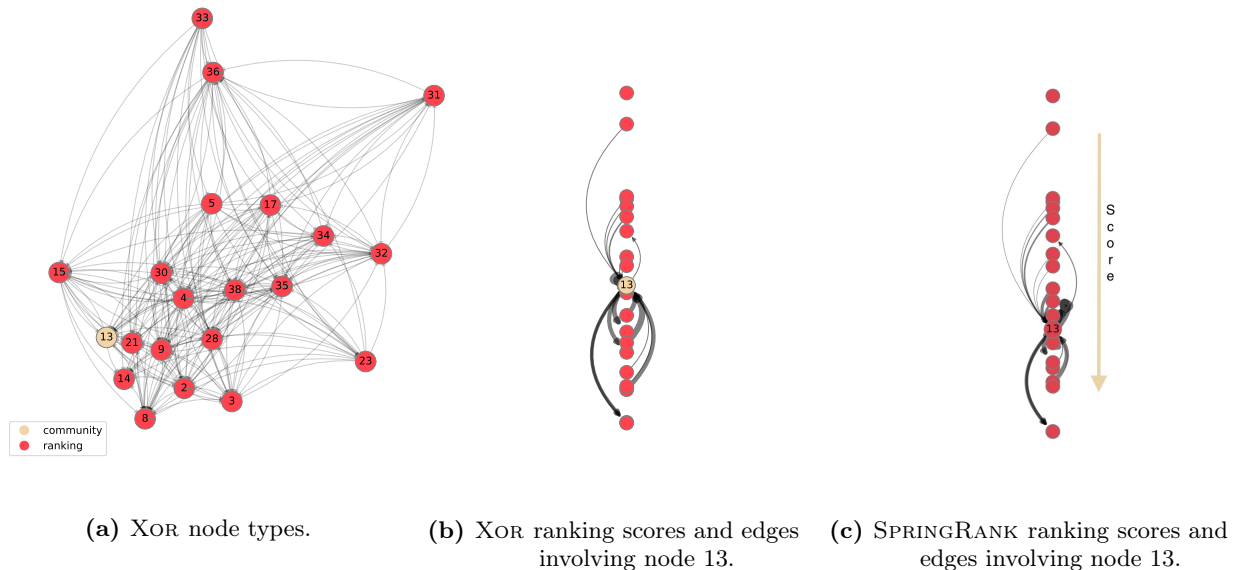 33
36
31
5
17
34
32
15
30
4
38
35
13
21
9
28
23
14
2
3
8
community
ranking
(a) XOR node types.
13
(b) XOR ranking scores and edges
involving node 13.
13
S
c
o
r
e
(c) SPRINGRANK ranking scores and
edges involving node 13.